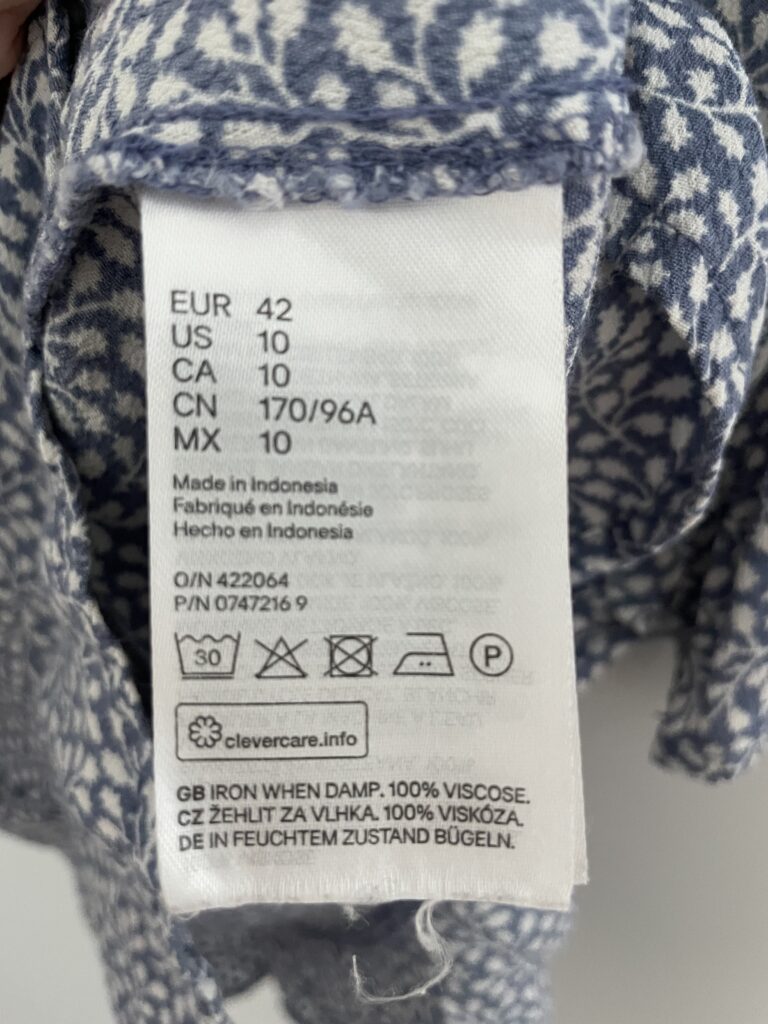 EUR 42
US 10
CA 10
CN 170/96A
MX 10
Made in Indonesia
Fabriqué en Indonésie
Hecho en Indonesia
O/N 422064
P/N 0747216 9
30 P
clevercare.info
GB IRON WHEN DAMP. 100% VISCOSE.
CZ ŽEHLIT ZA VLHKA. 100% VISKÓZA.
DE IN FEUCHTEM ZUSTAND BÜGELN.